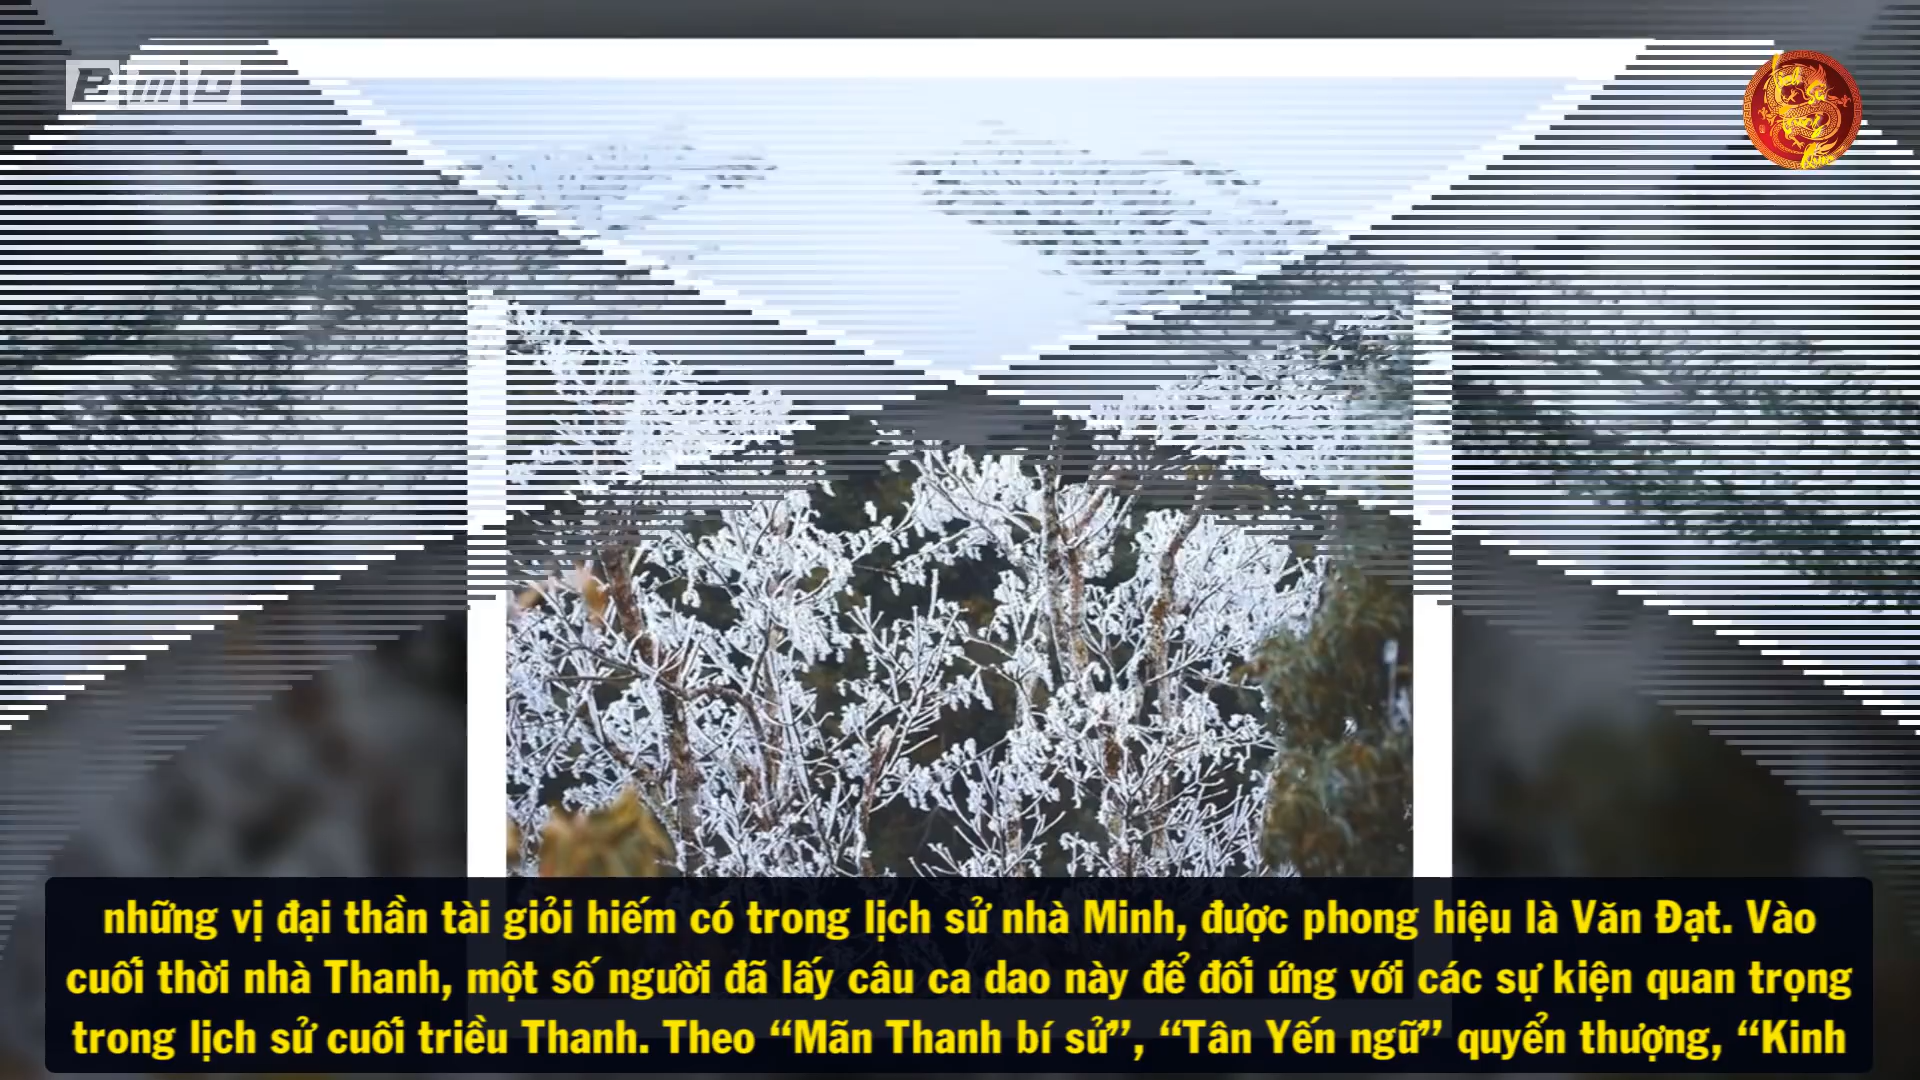 BMC
những vị đại thần tài giỏi hiếm có trong lịch sử nhà Minh, được phong hiệu là Văn Đạt. Vào
cuối thời nhà Thanh, một số người đã lấy câu ca dao này để đối ứng với các sự kiện quan trọng
trong lịch sử cuối triều Thanh. Theo “Mãn Thanh bí sử”, “Tân Yến ngữ” quyển thượng, “Kinh